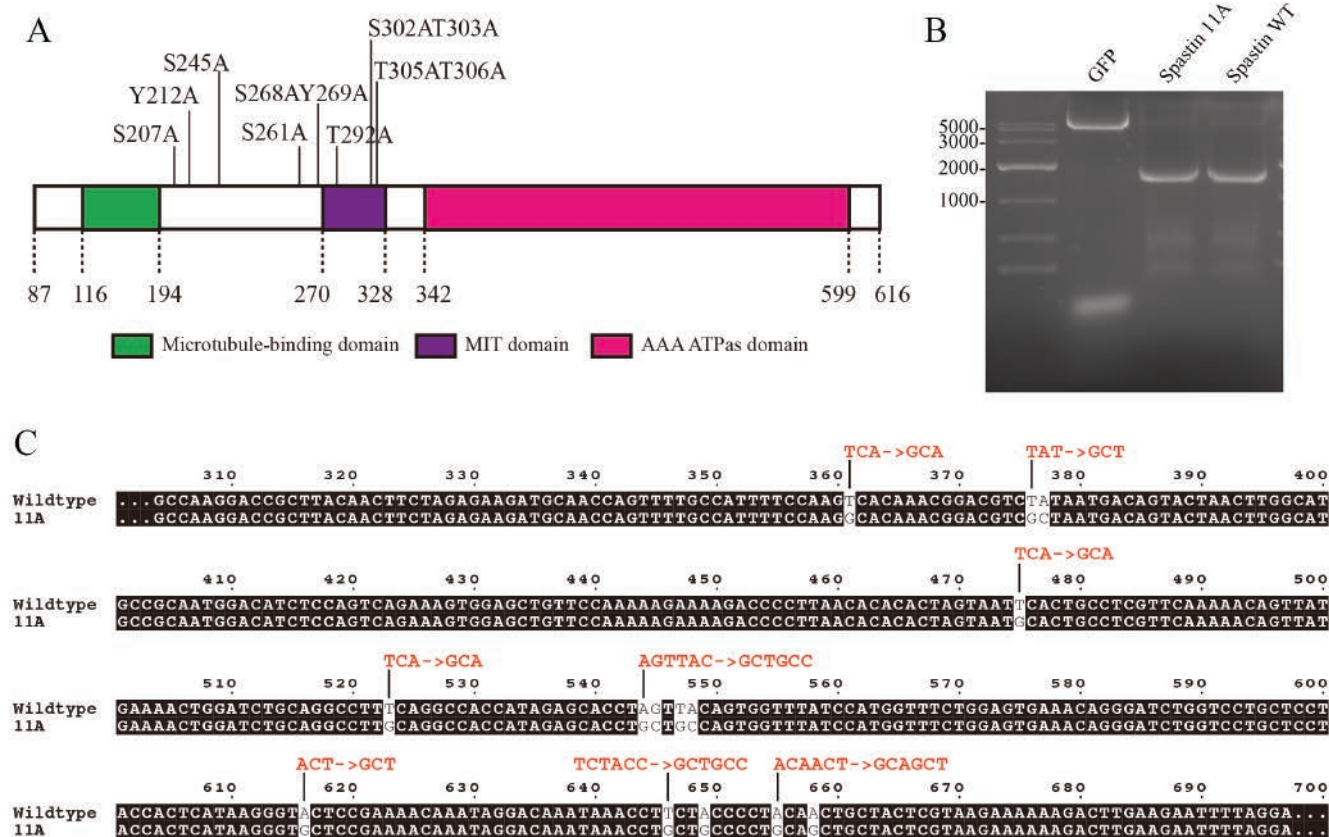 A
S302AT303A
S245A
T305AT306A
Y212A
S268AY269A
S207A
S261A
T292A
87 116 194 270 328 342 599 616
Microtubule-binding domain
MIT domain
AAA ATPas domain
B
GFP
Spastin 11A
Spastin WT
5000-
3000-
2000-
1000-
C
TCA->GCA TAT->GCT
310 320 330 340 350 360 370 380 390 400
Wildtype ...GCCAAGGACCGCTTACAACTTCTAGAGAAGATGCAACCAGTTTTGCCATTTTCCAAGTCACAAACGGACGTCTATAATGACAGTACTAACTTGGCAT
11A ...GCCAAGGACCGCTTACAACTTCTAGAGAAGATGCAACCAGTTTTGCCATTTTCCAAGGCACAAACGGACGTCGCTAATGACAGTACTAACTTGGCAT
TCA->GCA
410 420 430 440 450 460 470 480 490 500
Wildtype GCCGCAATGGACATCTCCAGTCAGAAAGTGGAGCTGTTCCAAAAAGAAAAGACCCCTTAACACACACTAGTAATTCACTGCCTCGTTCAAAAACAGTTAT
11A GCCGCAATGGACATCTCCAGTCAGAAAGTGGAGCTGTTCCAAAAAGAAAAGACCCCTTAACACACACTAGTAATGCACTGCCTCGTTCAAAAACAGTTAT
TCA->GCA AGTTAC->GCTGCC
510 520 530 540 550 560 570 580 590 600
Wildtype GAAAACTGGATCTGCAGGCCTTTCAGGCCACCATAGAGCACCTAGTTACAGTGGTTTATCCATGGTTTCTGGAGTGAAACAGGGATCTGGTCCTGCTCCT
11A GAAAACTGGATCTGCAGGCCTTGCAGGCCACCATAGAGCACCTGCTGCCAGTGGTTTATCCATGGTTTCTGGAGTGAAACAGGGATCTGGTCCTGCTCCT
ACT->GCT TCTACC->GCTGCC ACAACT->GCAGCT
610 620 630 640 650 660 670 680 690 700
Wildtype ACCACTCATAAGGGTACTCCGAAAACAAATAGGACAAATAAACCTTCTACCCCTACAACTGCTACTCGTAAGAAAAAAGACTTGAAGAATTTTAGGA...
11A ACCACTCATAAGGGTGCTCCGAAAACAAATAGGACAAATAAACCTGCTGCCCCTGCAGCTGCTACTCGTAAGAAAAAAGACTTGAAGAATTTTAGGA...